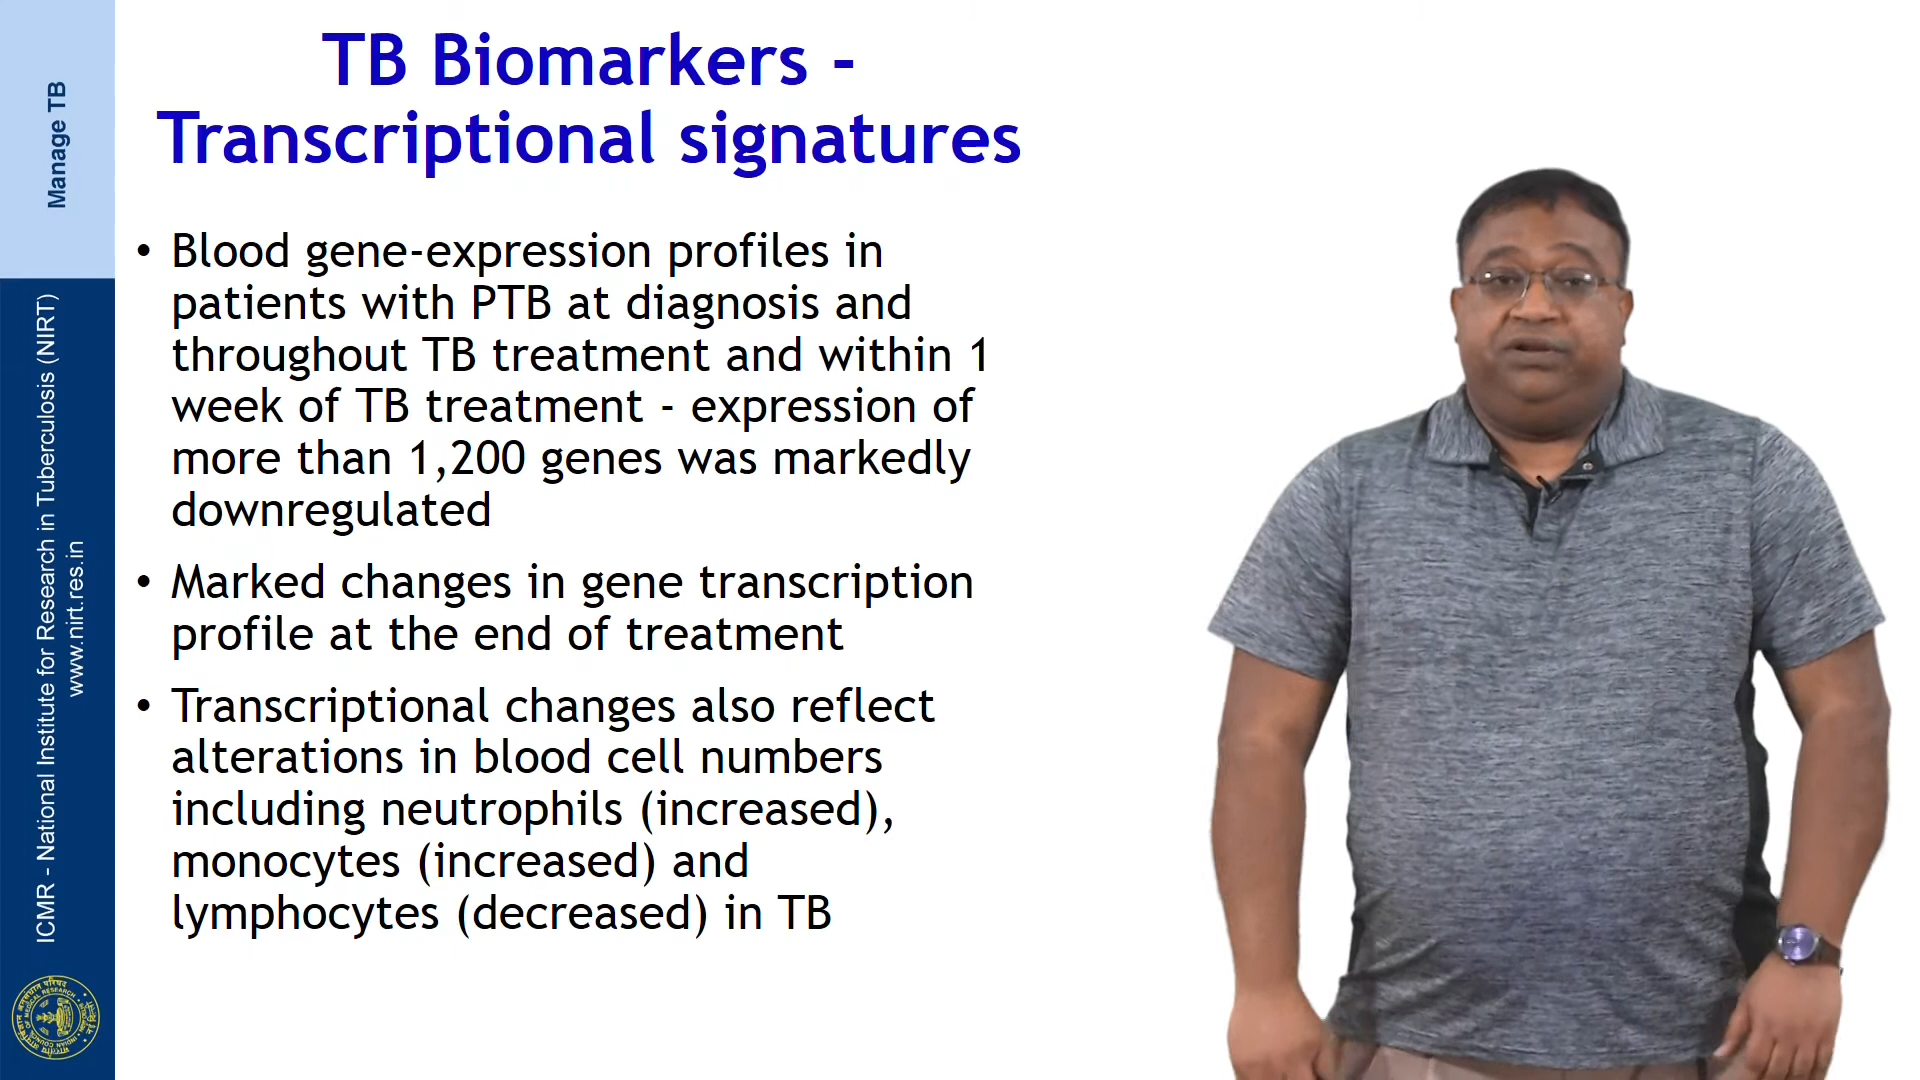 TB Biomarkers -
Transcriptional signatures
• Blood gene-expression profiles in
patients with PTB at diagnosis and
throughout TB treatment and within 1
week of TB treatment - expression of
more than 1,200 genes was markedly
downregulated
• Marked changes in gene transcription
profile at the end of treatment
• Transcriptional changes also reflect
alterations in blood cell numbers
including neutrophils (increased),
monocytes (increased) and
lymphocytes (decreased) in TB
Manage TB
ICMR - National Institute for Research in Tuberculosis (NIRT)
www.nirt.res.in